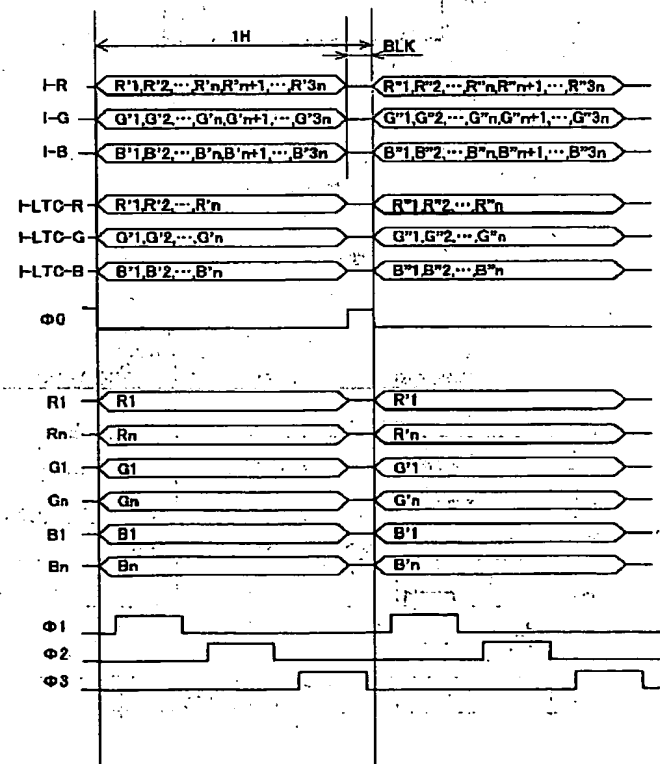 1H
BLK
I-R R'1,R'2,⋯,R'n,R'n+1,⋯,R'3n R"1,R"2,⋯,R"n,R"n+1,⋯,R"3n
I-G G'1,G'2,⋯,G'n,G'n+1,⋯,G'3n G"1,G"2,⋯,G"n,G"n+1,⋯,G"3n
I-B B'1,B'2,⋯,B'n,B'n+1,⋯,B'3n B"1,B"2,⋯,B"n,B"n+1,⋯,B"3n
I-LTC-R R'1,R'2,⋯,R'n R"1,R"2,⋯,R"n
I-LTC-G G'1,G'2,⋯,G'n G"1,G"2,⋯,G"n
I-LTC-B B'1,B'2,⋯,B'n B"1,B"2,⋯,B"n
Φ0
R1 R1 R'1
Rn Rn R'n
G1 G1 G'1
Gn Gn G'n
B1 B1 B'1
Bn Bn B'n
Φ1
Φ2
Φ3